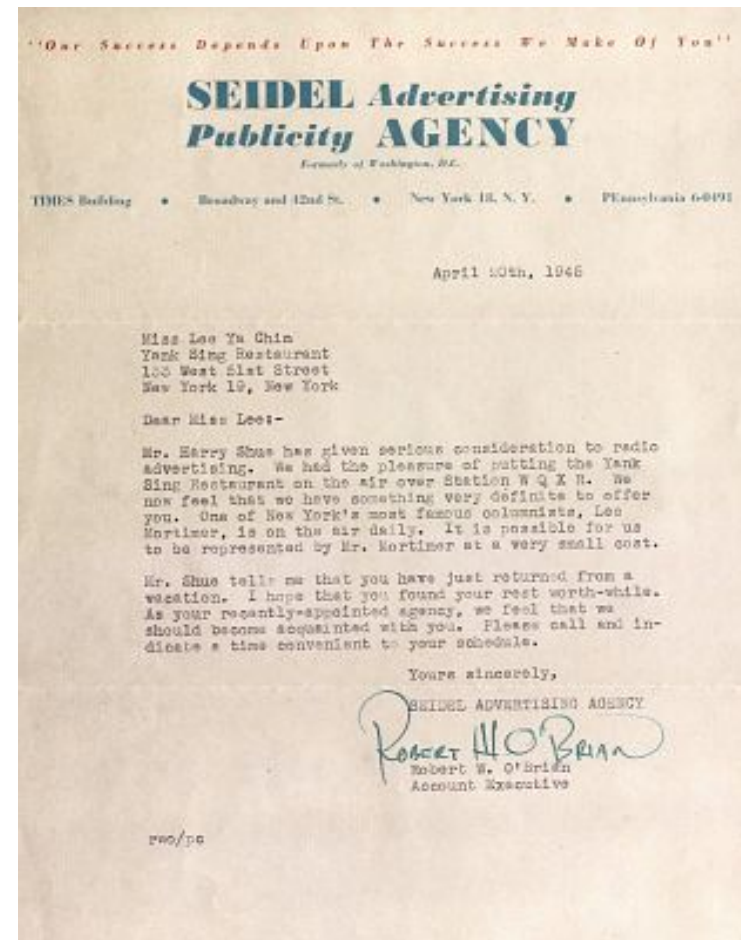 "Our Success Depends Upon The Success We Make Of You"
SEIDEL Advertising
Publicity AGENCY
Formerly of Washington, D.C.
TIMES Building • Broadway and 42nd St. • New York 18, N. Y. • PEnnsylvania 6-0491
April 20th, 1945
Miss Lee Ya Chin
Yank Sing Restaurant
133 West 51st Street
New York 19, New York
Dear Miss Lee:-
Mr. Harry Shue has given serious consideration to radio
advertising. We had the pleasure of putting the Yank
Sing Restaurant on the air over Station W Q X R. We
now feel that we have something very definite to offer
you. One of New York's most famous columnists, Lee
Mortimer, is on the air daily. It is possible for us
to be represented by Mr. Mortimer at a very small cost.
Mr. Shue tells me that you have just returned from a
vacation. I hope that you found your rest worth-while.
As your recently-appointed agency, we feel that we
should become acquainted with you. Please call and in-
dicate a time convenient to your schedule.
Yours sincerely,
SEIDEL ADVERTISING AGENCY
ROBERT W O'BRIAN
Robert W. O'Brian
Account Executive
rwo/pc